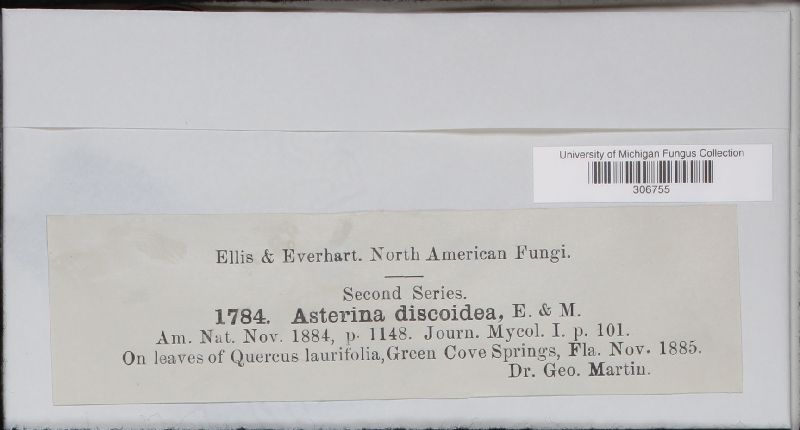 University of Michigan Fungus Collection
306755
Ellis & Everhart. North American Fungi.
Second Series.
1784. Asterina discoidea, E. & M.
Am. Nat. Nov. 1884, p. 1148. Journ. Mycol. I. p. 101.
On leaves of Quercus laurifolia, Green Cove Springs, Fla. Nov. 1885.
Dr. Geo. Martin.